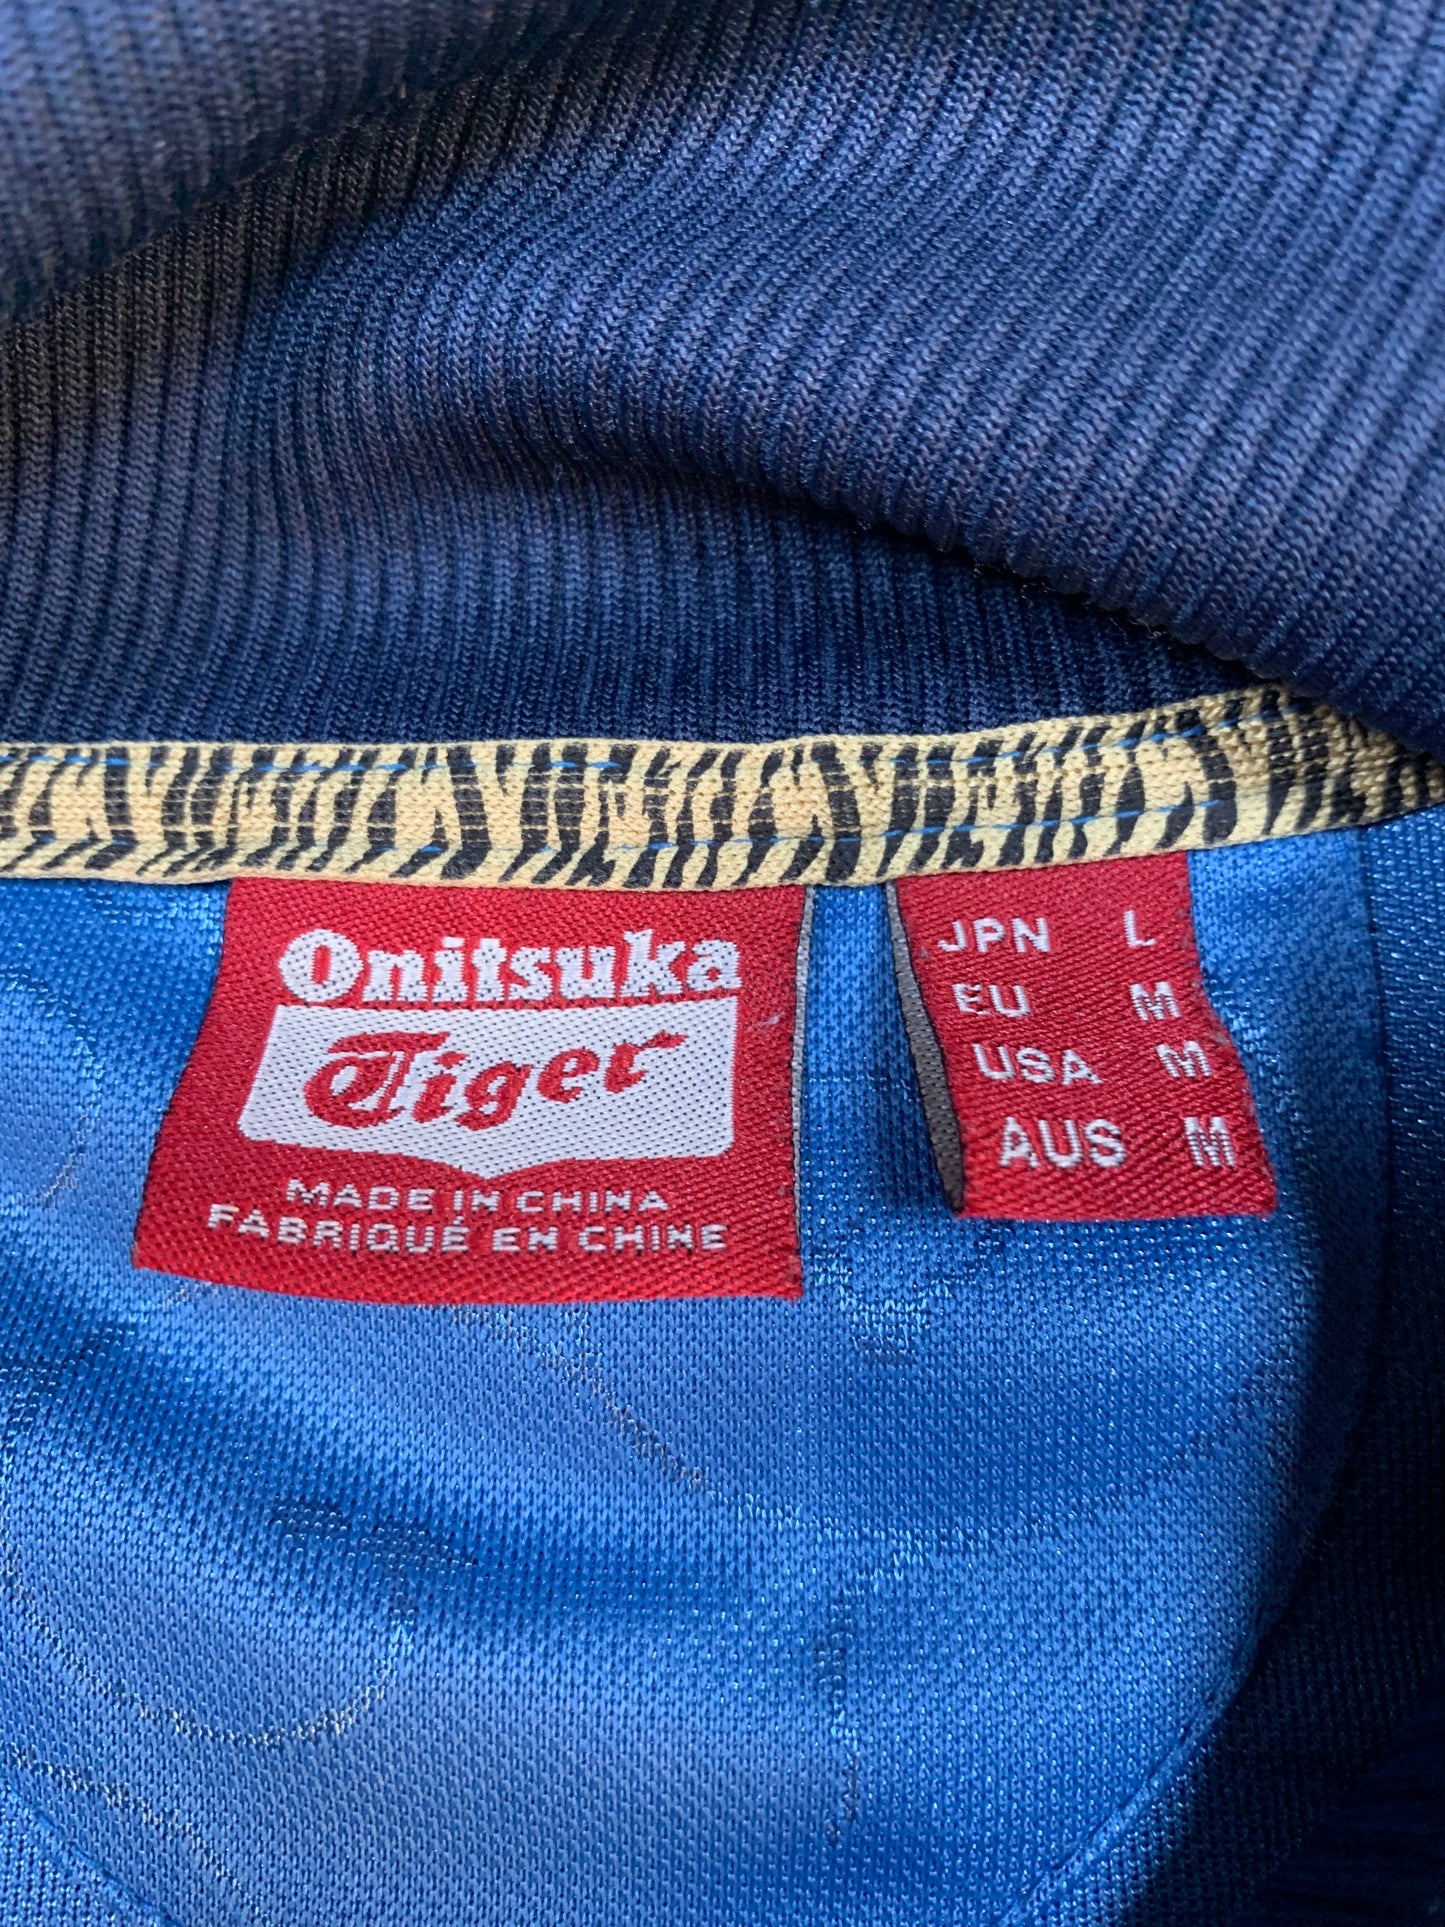 Onitsuka
Tiger
MADE IN CHINA
FABRIQUÉ EN CHINE
JPN L
EU M
USA M
AUS M